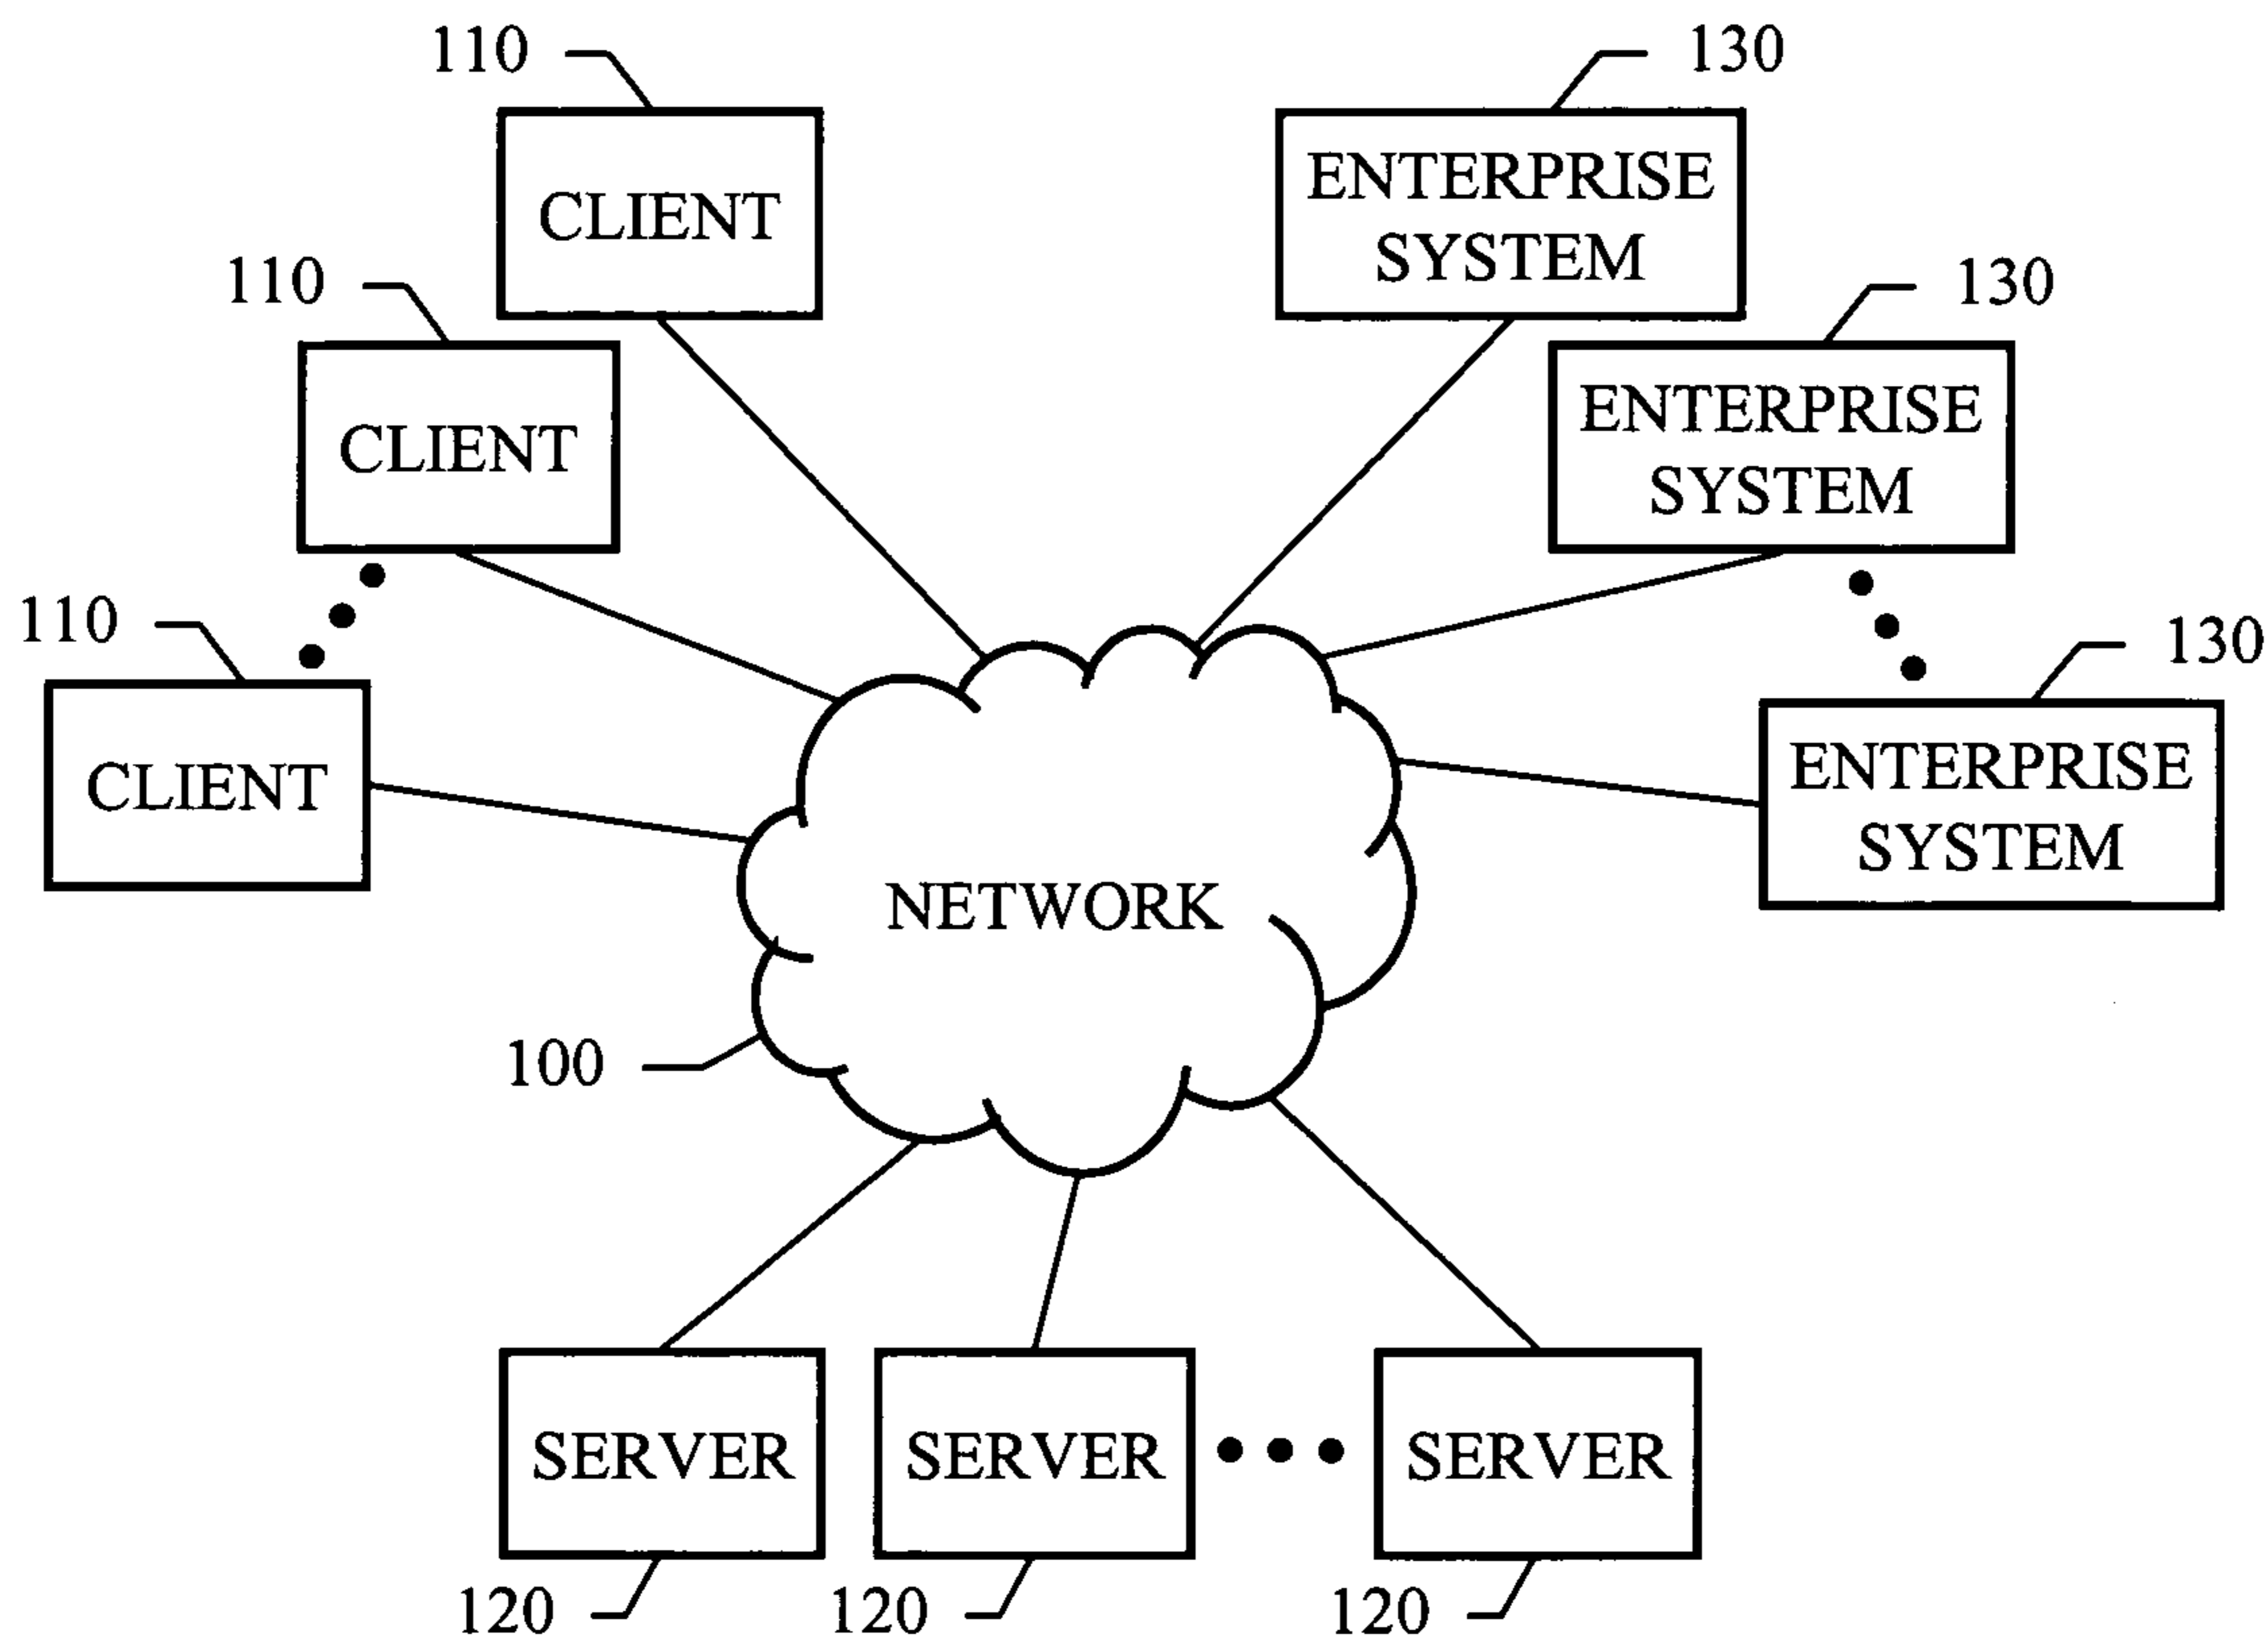 110
130
CLIENT
ENTERPRISE
SYSTEM
110
130
CLIENT
ENTERPRISE
SYSTEM
110
130
CLIENT
ENTERPRISE
SYSTEM
NETWORK
100
SERVER
SERVER
SERVER
120
120
120